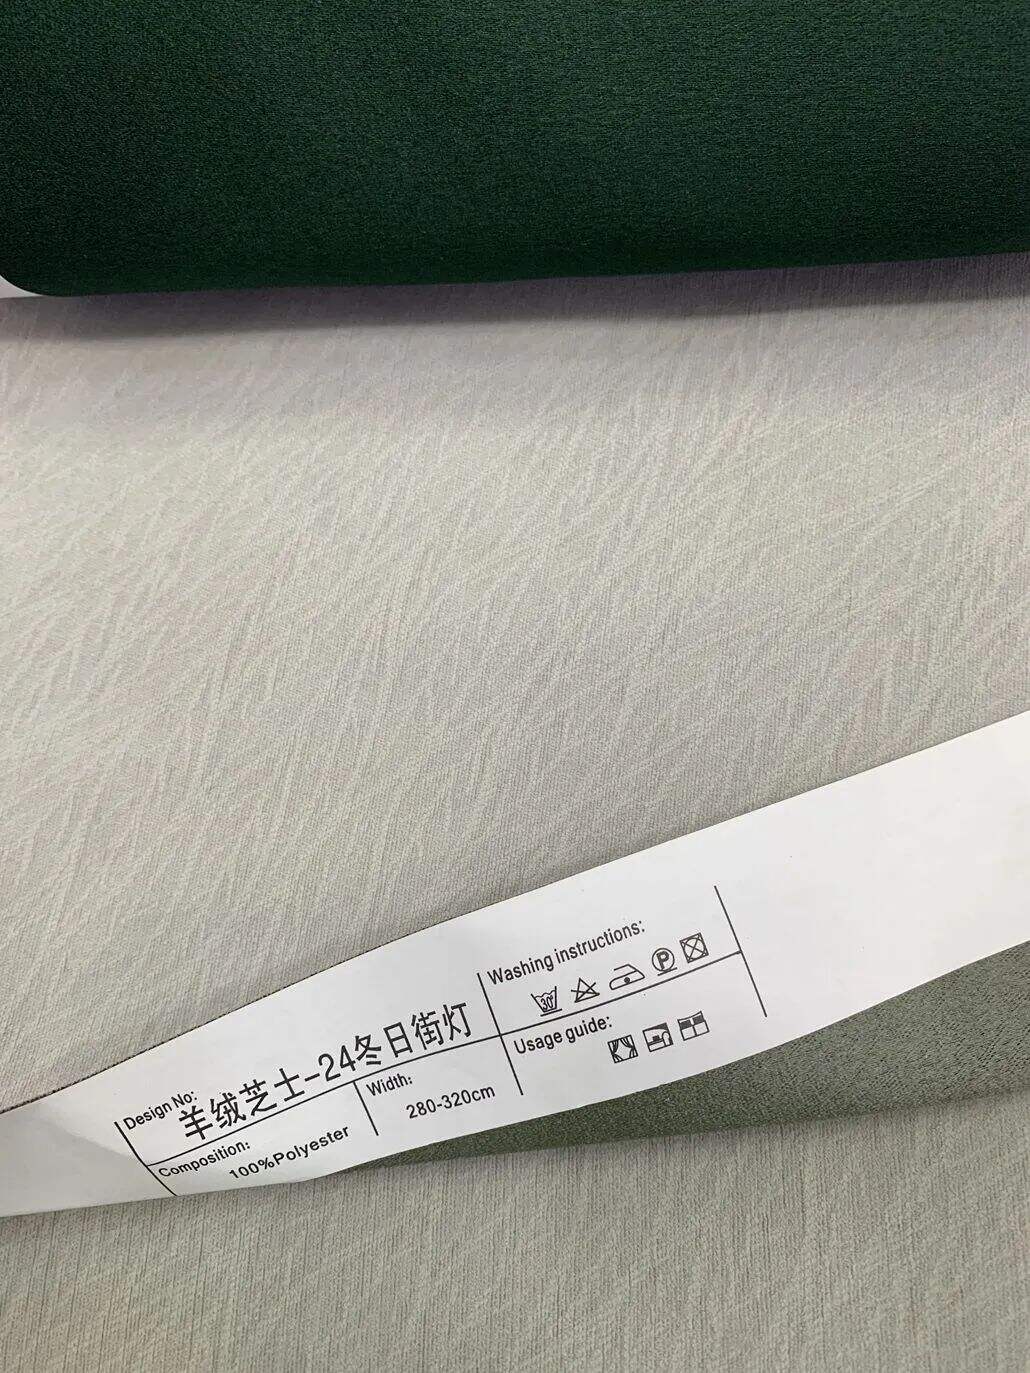 Design No:
羊绒芝士-24冬日街灯
Composition:
100%Polyester
Width:
280-320cm
Washing instructions:
30°
P
Usage guide: